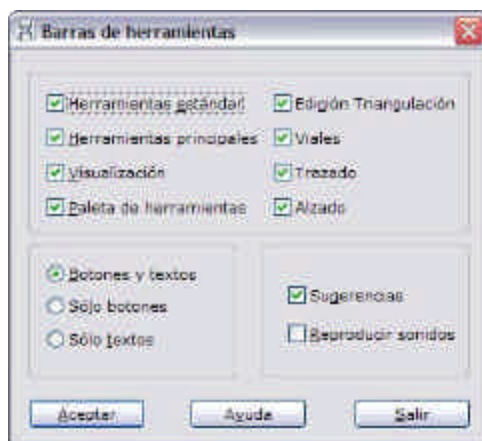 Barras de herramientas
Herramientas estándar
Edición Triangulación
Herramientas principales
Viales
Visualización
Trazado
Paleta de herramientas
Alzado
Botones y textos
Sólo botones
Sólo textos
Sugerencias
Reproducir sonidos
Aceptar
Ayuda
Salir